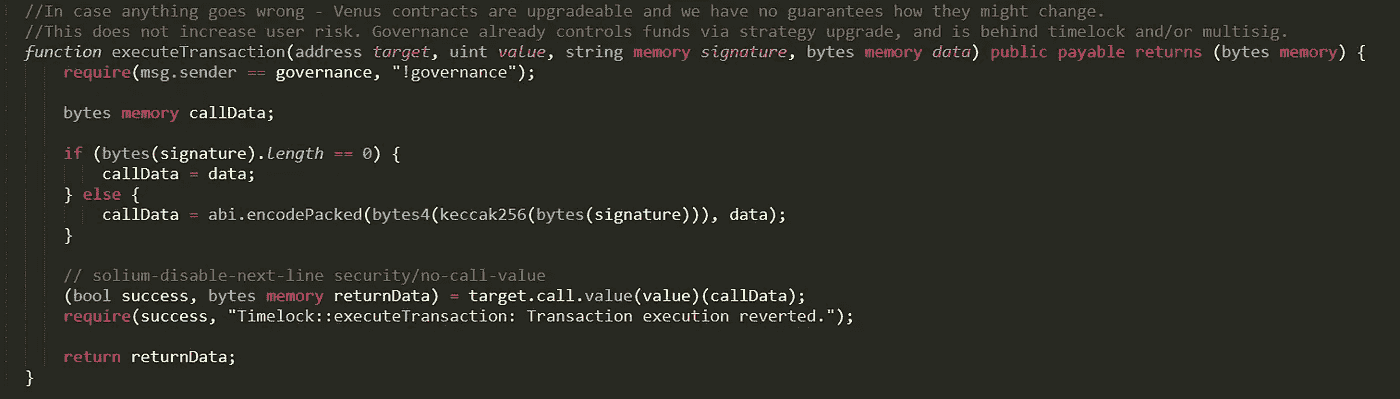 //In case anything goes wrong - Venus contracts are upgradeable and we have no guarantees how they might change.
//This does not increase user risk. Governance already controls funds via strategy upgrade, and is behind timelock and/or multisig.
function executeTransaction(address target, uint value, string memory signature, bytes memory data) public payable returns (bytes memory) {
    require(msg.sender == governance, "!governance");
    bytes memory callData;
    if (bytes(signature).length == 0) {
        callData = data;
    } else {
        callData = abi.encodePacked(bytes4(keccak256(bytes(signature))), data);
    }
    // solium-disable-next-line security/no-call-value
    (bool success, bytes memory returnData) = target.call.value(value)(callData);
    require(success, "Timelock::executeTransaction: Transaction execution reverted.");
    return returnData;
}